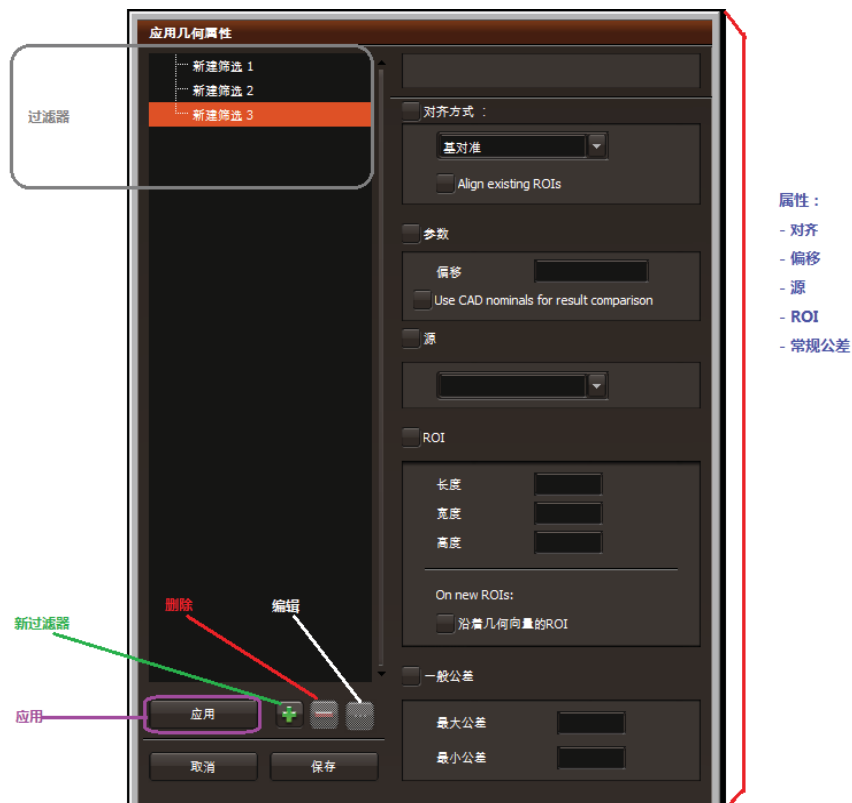 应用几何属性
新建筛选 1
新建筛选 2
新建筛选 3
过滤器
对齐方式 :
基对准
Align existing ROIs
参数
偏移
Use CAD nominals for result comparison
源
ROI
长度
宽度
高度
On new ROIs:
沿着几何向量的ROI
一般公差
最大公差
最小公差
属性：
- 对齐
- 偏移
- 源
- ROI
- 常规公差
删除
编辑
新过滤器
应用
应用
...
取消
保存